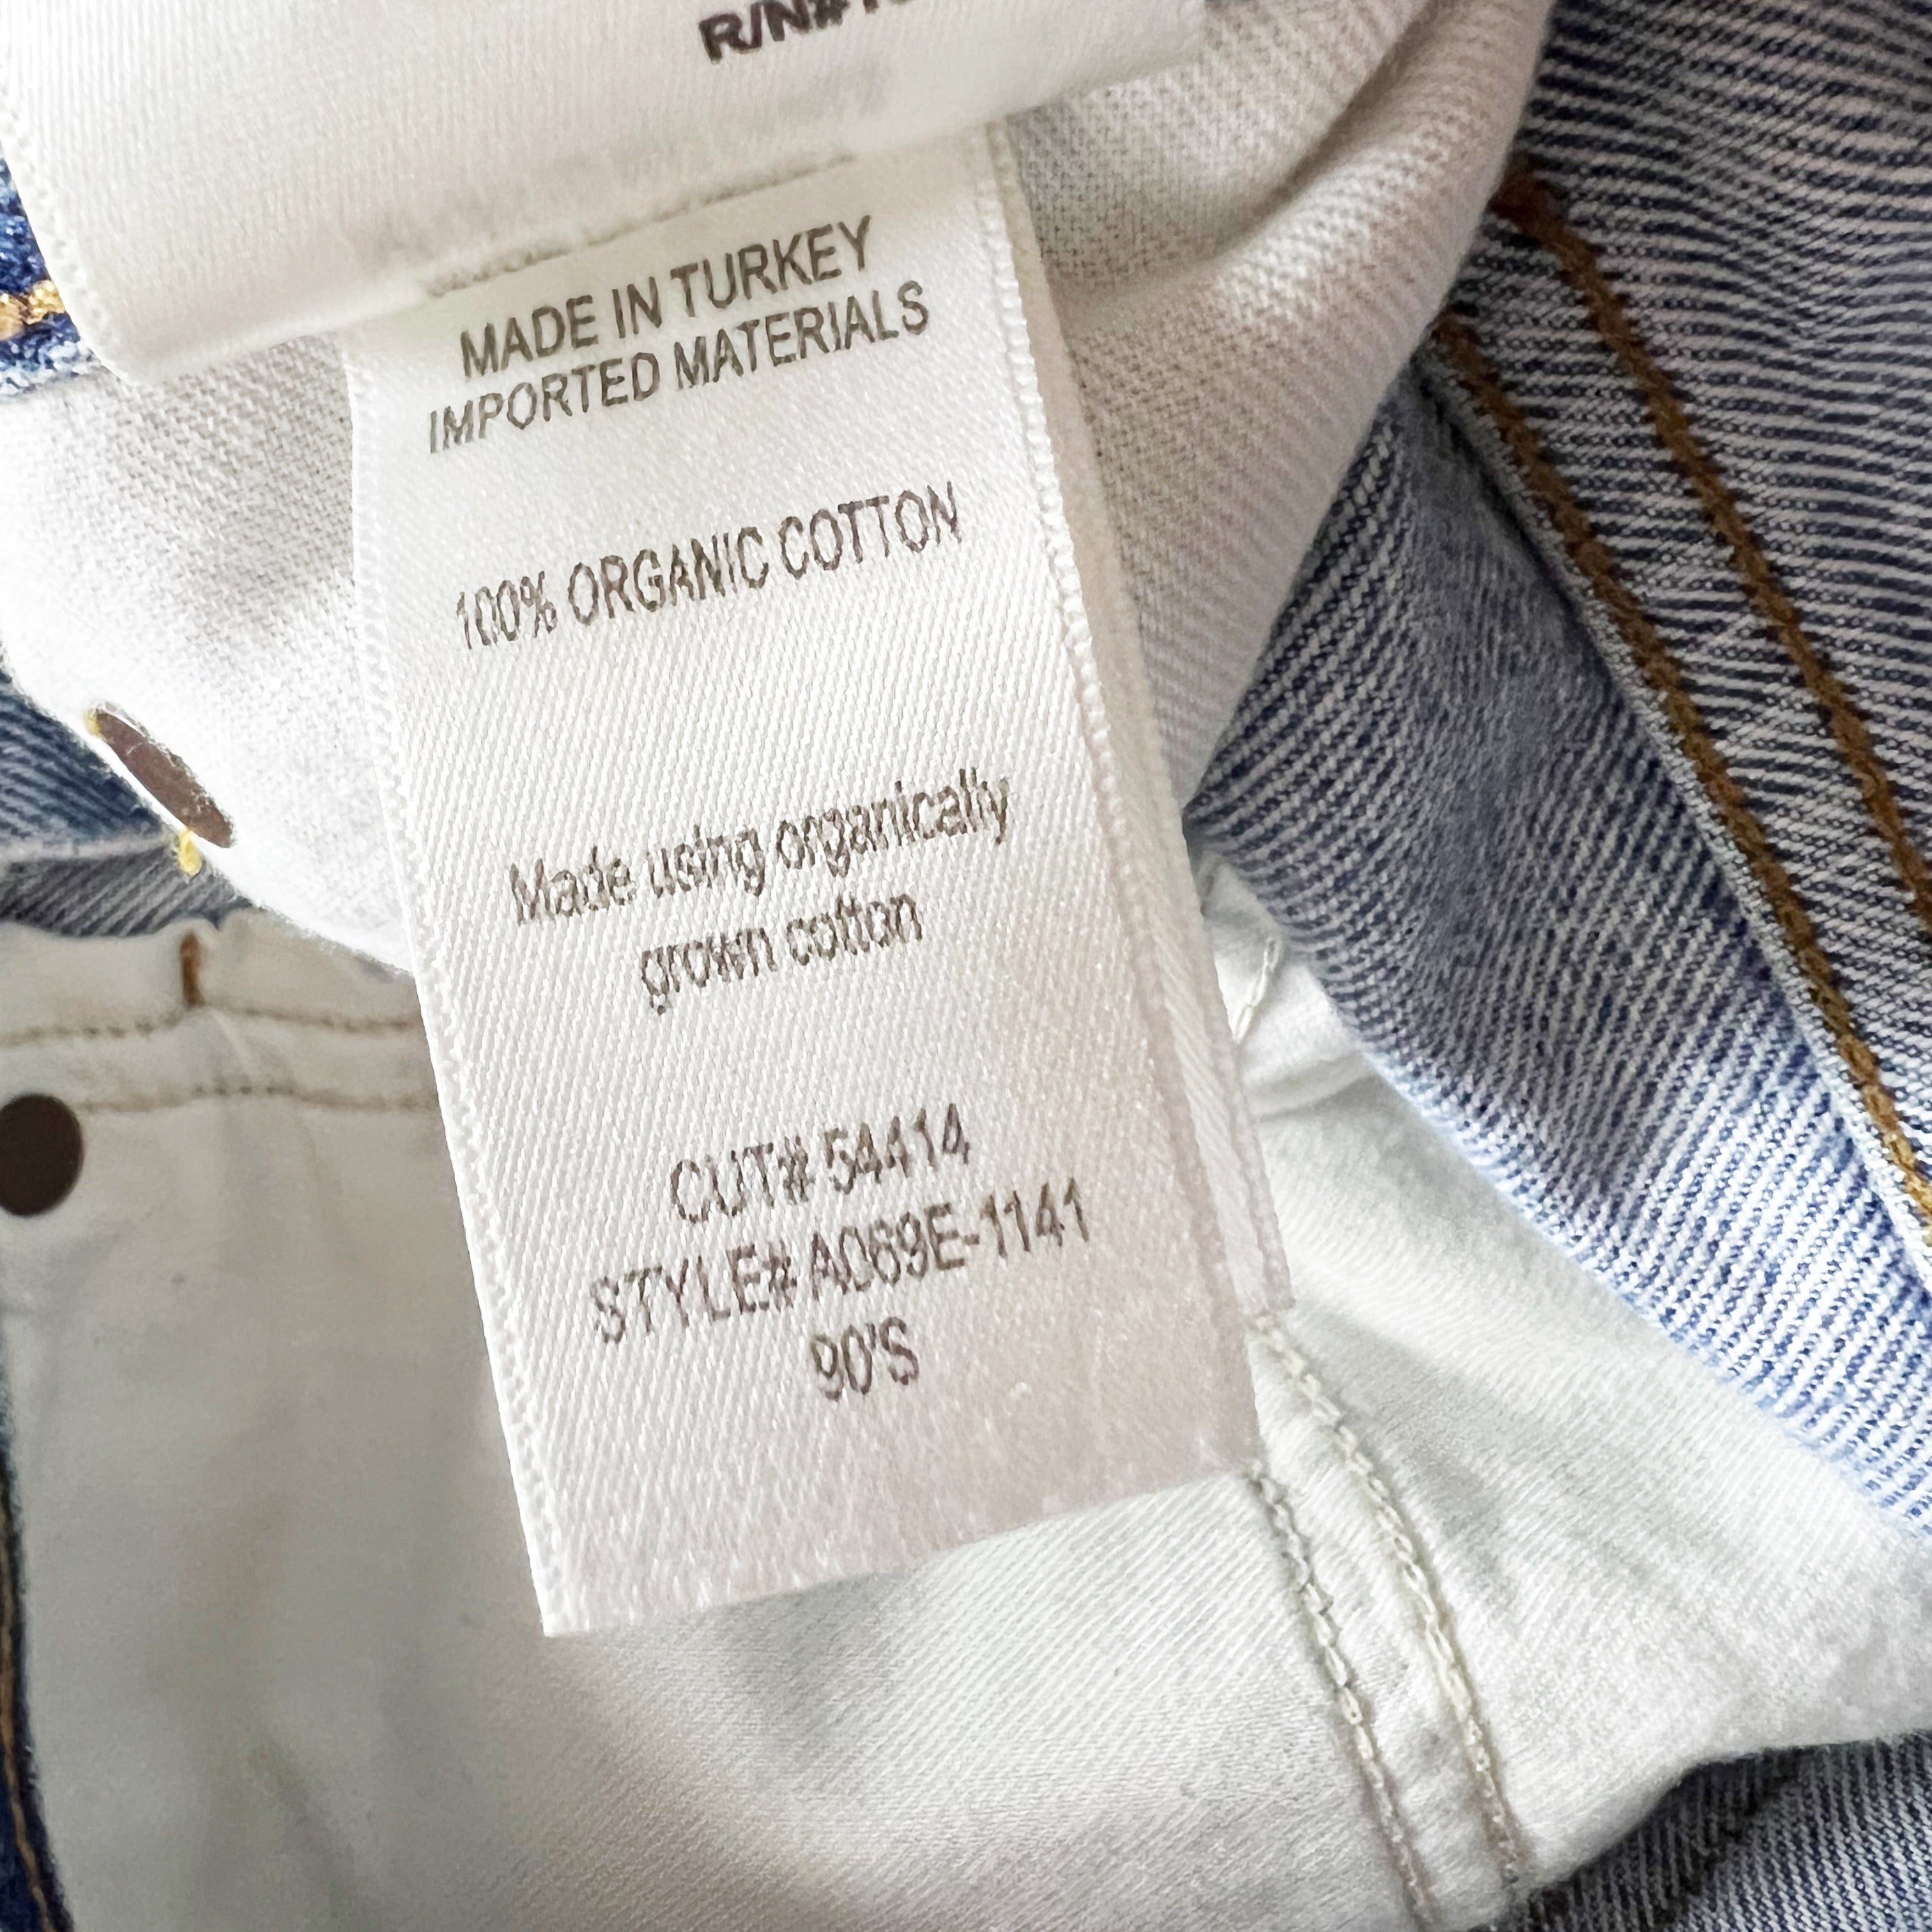 R/N#
MADE IN TURKEY
IMPORTED MATERIALS
100% ORGANIC COTTON
Made using organically
grown cotton
CUT# 54414
STYLE# A069E-1141
90'S